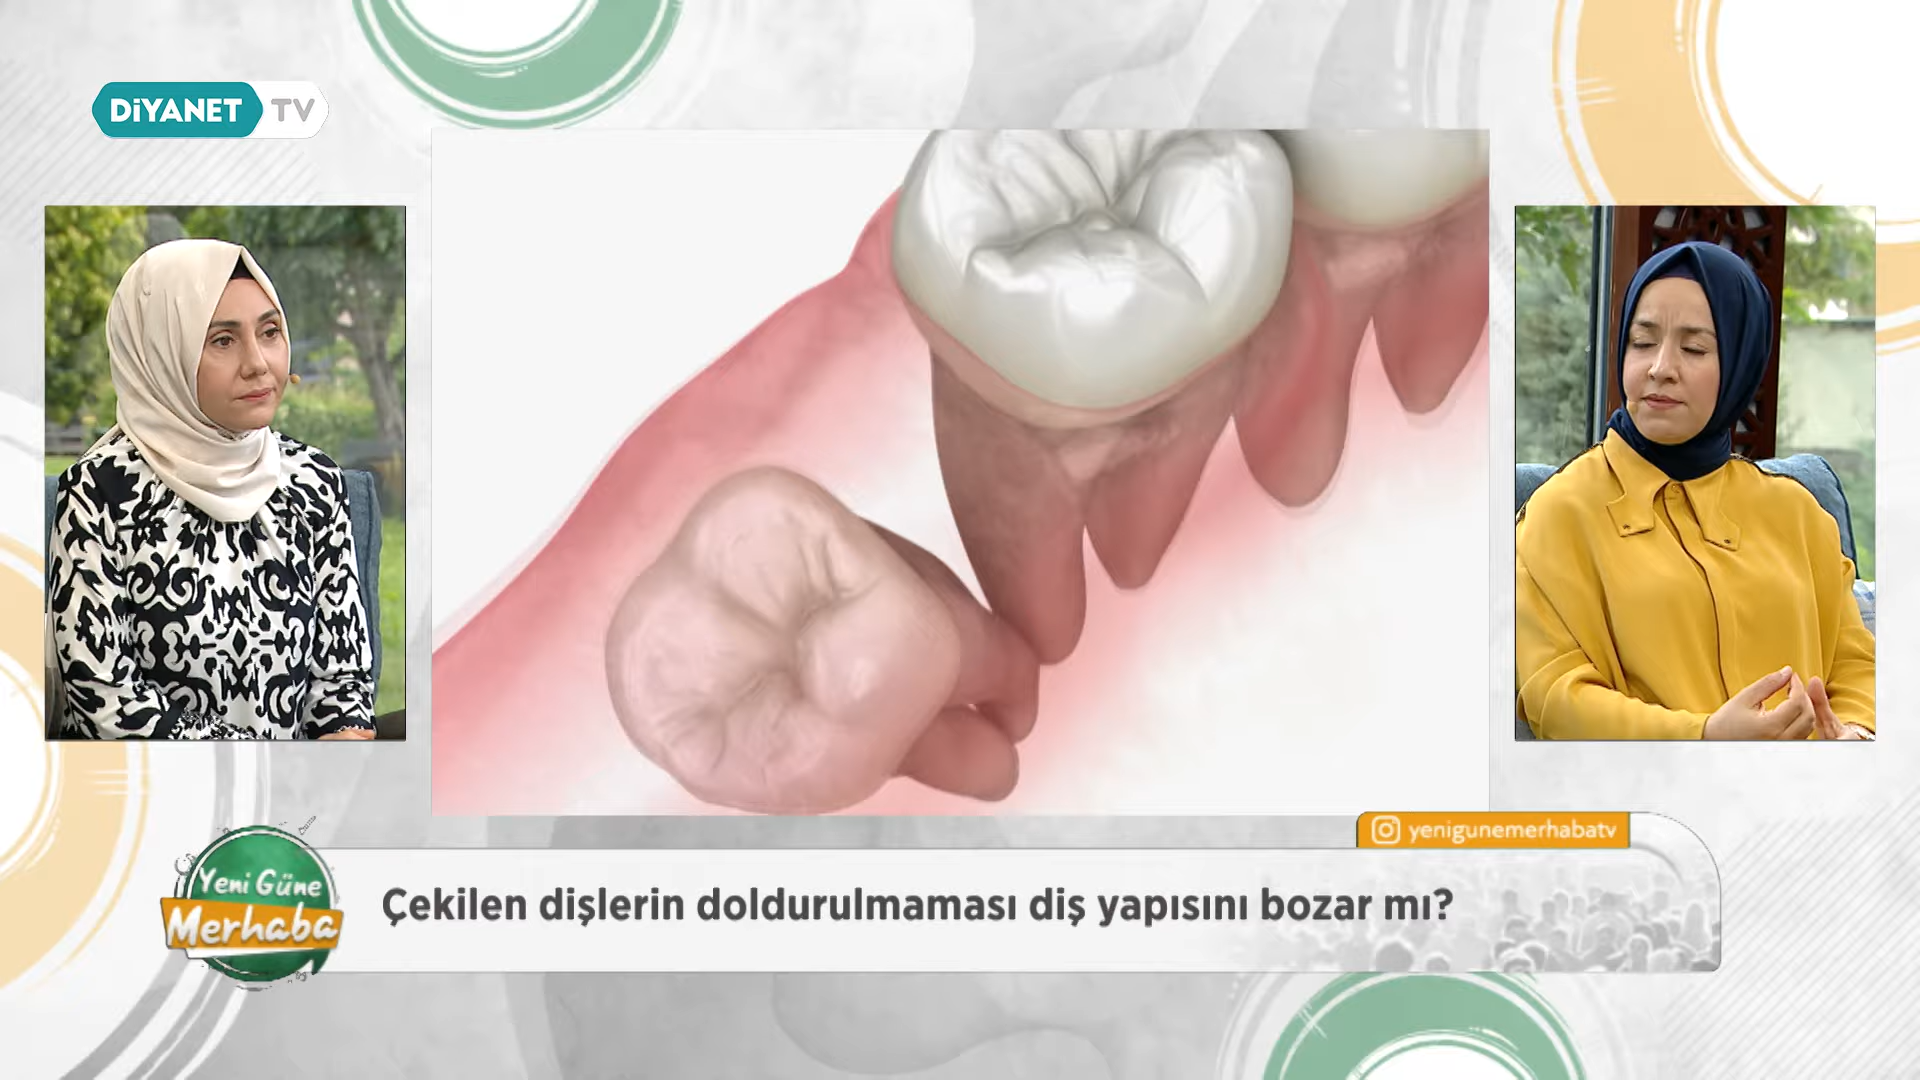 DİYANET TV
yenigunemerhabatv
Yeni Güne
Merhaba
Çekilen dişlerin doldurulmaması diş yapısını bozar mı?